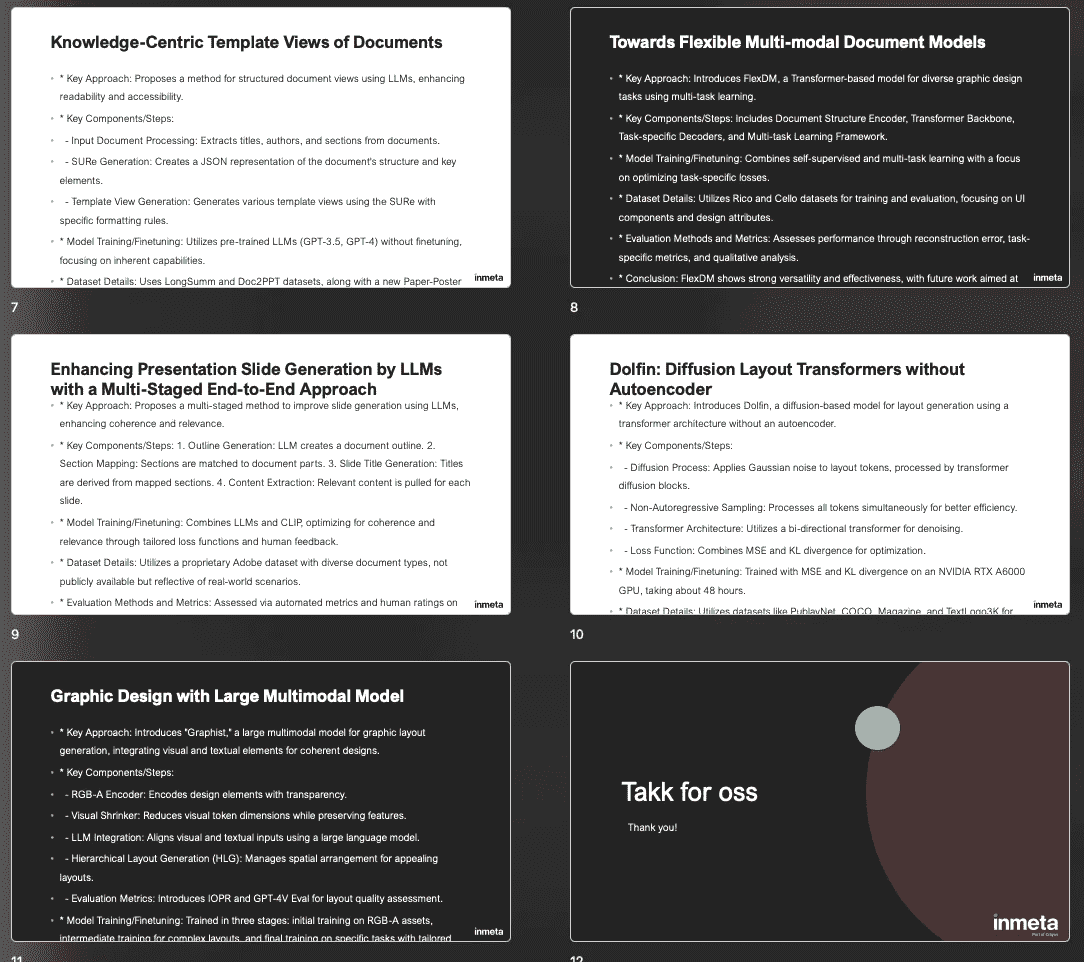 Knowledge-Centric Template Views of Documents
• * Key Approach: Proposes a method for structured document views using LLMs, enhancing
readability and accessibility.
• * Key Components/Steps:
• - Input Document Processing: Extracts titles, authors, and sections from documents.
• - SURe Generation: Creates a JSON representation of the document's structure and key
elements.
• - Template View Generation: Generates various template views using the SURe with
specific formatting rules.
• * Model Training/Finetuning: Utilizes pre-trained LLMs (GPT-3.5, GPT-4) without finetuning,
focusing on inherent capabilities.
• * Dataset Details: Uses LongSumm and Doc2PPT datasets, along with a new Paper-Poster
inmeta
7
Towards Flexible Multi-modal Document Models
• * Key Approach: Introduces FlexDM, a Transformer-based model for diverse graphic design
tasks using multi-task learning.
• * Key Components/Steps: Includes Document Structure Encoder, Transformer Backbone,
Task-specific Decoders, and Multi-task Learning Framework.
• * Model Training/Finetuning: Combines self-supervised and multi-task learning with a focus
on optimizing task-specific losses.
• * Dataset Details: Utilizes Rico and Cello datasets for training and evaluation, focusing on UI
components and design attributes.
• * Evaluation Methods and Metrics: Assesses performance through reconstruction error, task-
specific metrics, and qualitative analysis.
• * Conclusion: FlexDM shows strong versatility and effectiveness, with future work aimed at
inmeta
8
Enhancing Presentation Slide Generation by LLMs
with a Multi-Staged End-to-End Approach
• * Key Approach: Proposes a multi-staged method to improve slide generation using LLMs,
enhancing coherence and relevance.
• * Key Components/Steps: 1. Outline Generation: LLM creates a document outline. 2.
Section Mapping: Sections are matched to document parts. 3. Slide Title Generation: Titles
are derived from mapped sections. 4. Content Extraction: Relevant content is pulled for each
slide.
• * Model Training/Finetuning: Combines LLMs and CLIP, optimizing for coherence and
relevance through tailored loss functions and human feedback.
• * Dataset Details: Utilizes a proprietary Adobe dataset with diverse document types, not
publicly available but reflective of real-world scenarios.
• * Evaluation Methods and Metrics: Assessed via automated metrics and human ratings on
inmeta
9
Dolfin: Diffusion Layout Transformers without
Autoencoder
• * Key Approach: Introduces Dolfin, a diffusion-based model for layout generation using a
transformer architecture without an autoencoder.
• * Key Components/Steps:
• - Diffusion Process: Applies Gaussian noise to layout tokens, processed by transformer
diffusion blocks.
• - Non-Autoregressive Sampling: Processes all tokens simultaneously for better efficiency.
• - Transformer Architecture: Utilizes a bi-directional transformer for denoising.
• - Loss Function: Combines MSE and KL divergence for optimization.
• * Model Training/Finetuning: Trained with MSE and KL divergence on an NVIDIA RTX A6000
GPU, taking about 48 hours.
• * Dataset Details: Utilizes datasets like PubLayNet, COCO, Magazine, and TextLogo3K for
inmeta
10
Graphic Design with Large Multimodal Model
• * Key Approach: Introduces "Graphist," a large multimodal model for graphic layout
generation, integrating visual and textual elements for coherent designs.
• * Key Components/Steps:
• - RGB-A Encoder: Encodes design elements with transparency.
• - Visual Shrinker: Reduces visual token dimensions while preserving features.
• - LLM Integration: Aligns visual and textual inputs using a large language model.
• - Hierarchical Layout Generation (HLG): Manages spatial arrangement for appealing
layouts.
• - Evaluation Metrics: Introduces IOPR and GPT-4V Eval for layout quality assessment.
• * Model Training/Finetuning: Trained in three stages: initial training on RGB-A assets,
intermediate training for complex layouts, and final training on specific tasks with tailored
inmeta
11
Takk for oss
Thank you!
inmeta
12